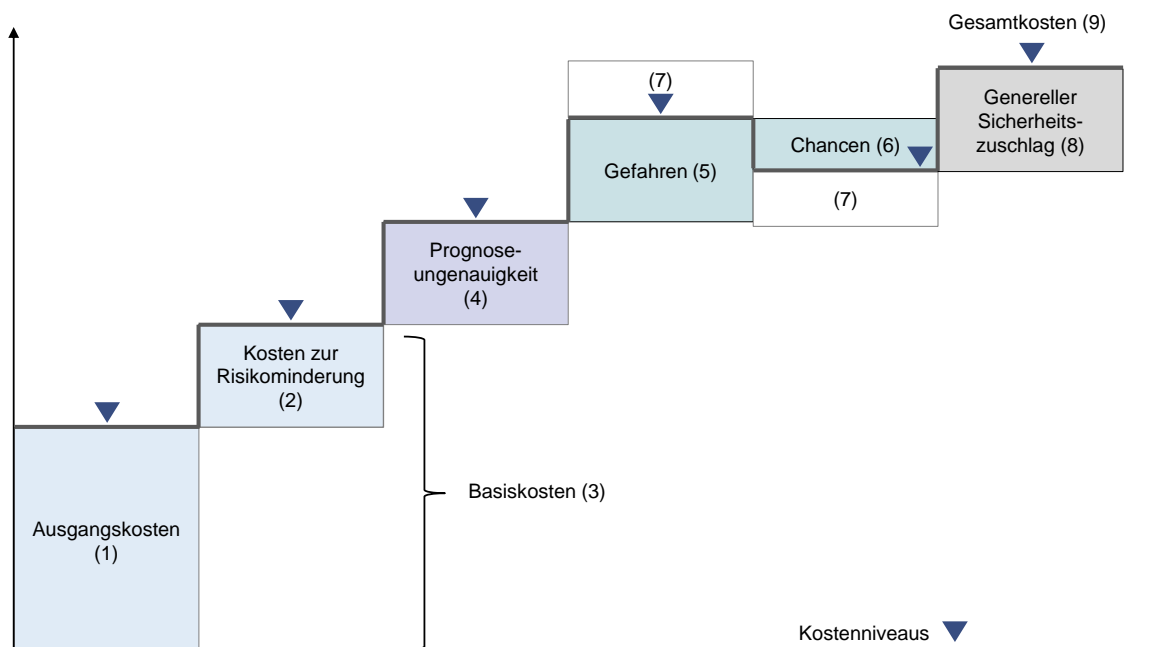 Gesamtkosten (9)
(7)
Genereller
Sicherheits-
zuschlag (8)
Chancen (6)
Gefahren (5)
(7)
Prognose-
ungenauigkeit
(4)
Kosten zur
Risikominderung
(2)
Basiskosten (3)
Ausgangskosten
(1)
Kostenniveaus